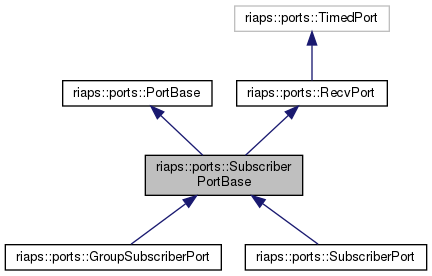 riaps::ports::TimedPort
riaps::ports::PortBase
riaps::ports::RecvPort
riaps::ports::Subscriber
PortBase
riaps::ports::GroupSubscriberPort
riaps::ports::SubscriberPort